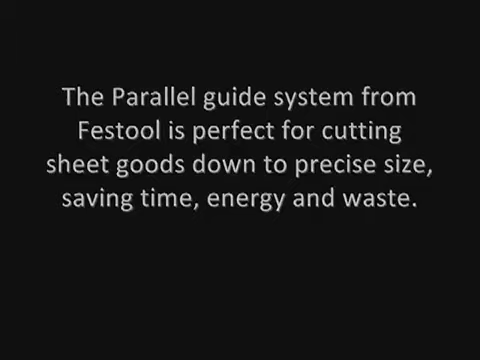 The Parallel guide system from
Festool is perfect for cutting
sheet goods down to precise size,
saving time, energy and waste.